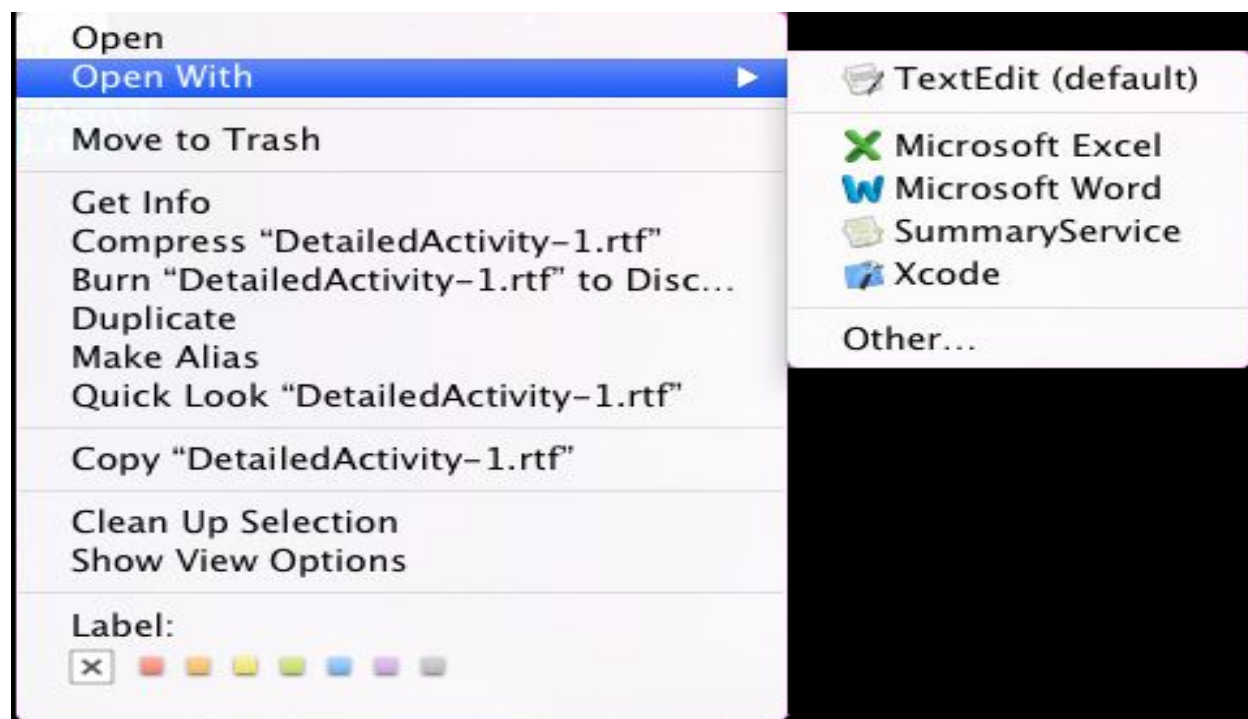 Open
Open With
Move to Trash
Get Info
Compress “DetailedActivity-1.rtf”
Burn “DetailedActivity-1.rtf” to Disc...
Duplicate
Make Alias
Quick Look “DetailedActivity-1.rtf”
Copy “DetailedActivity-1.rtf”
Clean Up Selection
Show View Options
Label:
TextEdit (default)
Microsoft Excel
Microsoft Word
SummaryService
Xcode
Other...